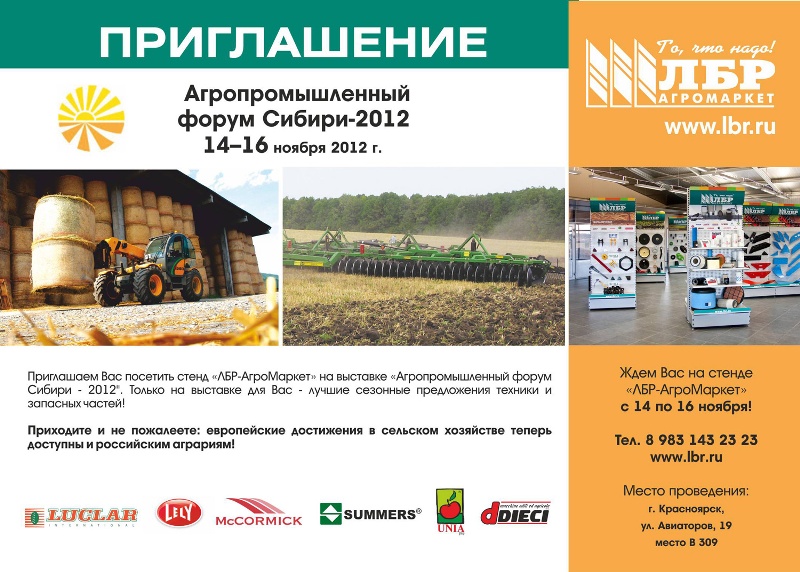 ПРИГЛАШЕНИЕ
Агропромышленный
форум Сибири-2012
14–16 ноября 2012 г.
То, что надо!
ЛБР
АГРОМАРКЕТ
www.lbr.ru
ЛБР
ЛБР
Приглашаем Вас посетить стенд «ЛБР-АгроМаркет» на выставке «Агропромышленный форум
Сибири - 2012". Только на выставке для Вас - лучшие сезонные предложения техники и
запасных частей!
Приходите и не пожалеете: европейские достижения в сельском хозяйстве теперь
доступны и российским аграриям!
LUCLAR
INTERNATIONAL
LELY
McCORMICK
SUMMERS®
UNIA
DIECI
Ждем Вас на стенде
«ЛБР-АгроМаркет»
с 14 по 16 ноября!
Тел. 8 983 143 23 23
www.lbr.ru
Место проведения:
г. Красноярск,
ул. Авиаторов, 19
место В 309